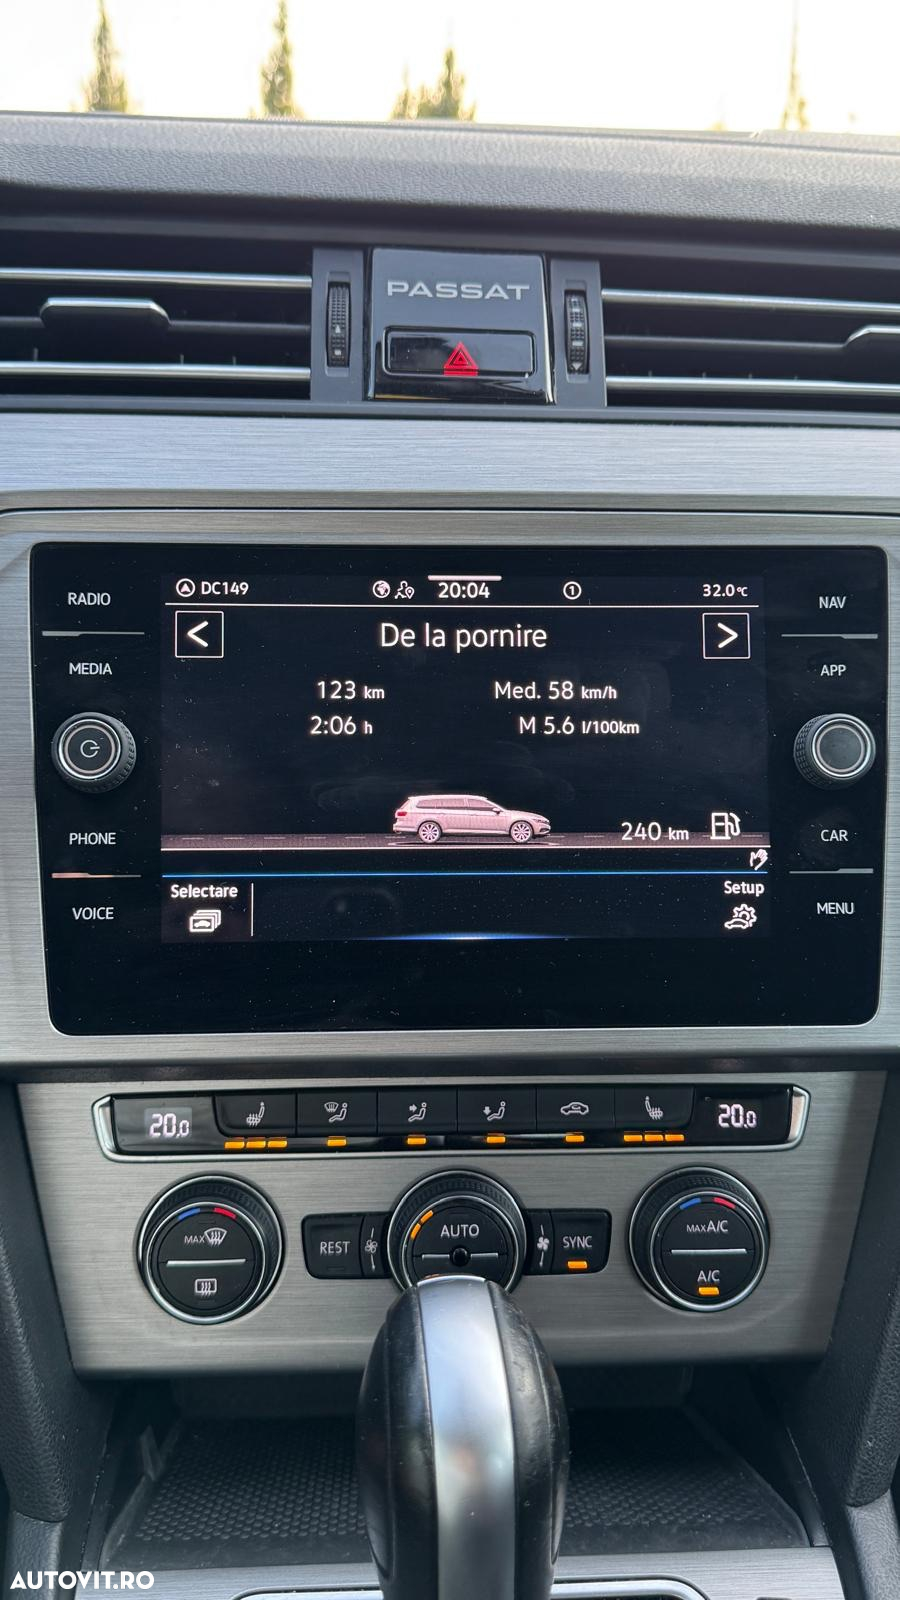 PASSAT
RADIO
MEDIA
PHONE
VOICE
DC149
20:04
1
32.0°C
De la pornire
123 km
Med. 58 km/h
2:06 h
M 5.6 l/100km
240 km
Selectare
Setup
NAV
APP
CAR
MENU
20.0
20.0
MAX
REST
AUTO
SYNC
MAX A/C
A/C
AUTOVIT.RO